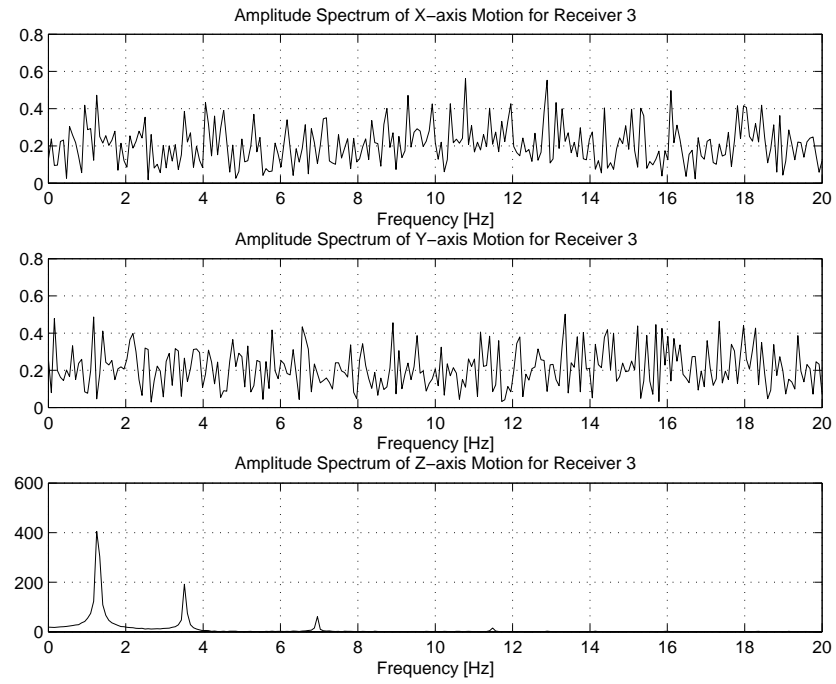 Amplitude Spectrum of X−axis Motion for Receiver 3
0.8
0.6
0.4
0.2
0
0 2 4 6 8 10 12 14 16 18 20
Frequency [Hz]
Amplitude Spectrum of Y−axis Motion for Receiver 3
0.8
0.6
0.4
0.2
0
0 2 4 6 8 10 12 14 16 18 20
Frequency [Hz]
Amplitude Spectrum of Z−axis Motion for Receiver 3
600
400
200
0
0 2 4 6 8 10 12 14 16 18 20
Frequency [Hz]